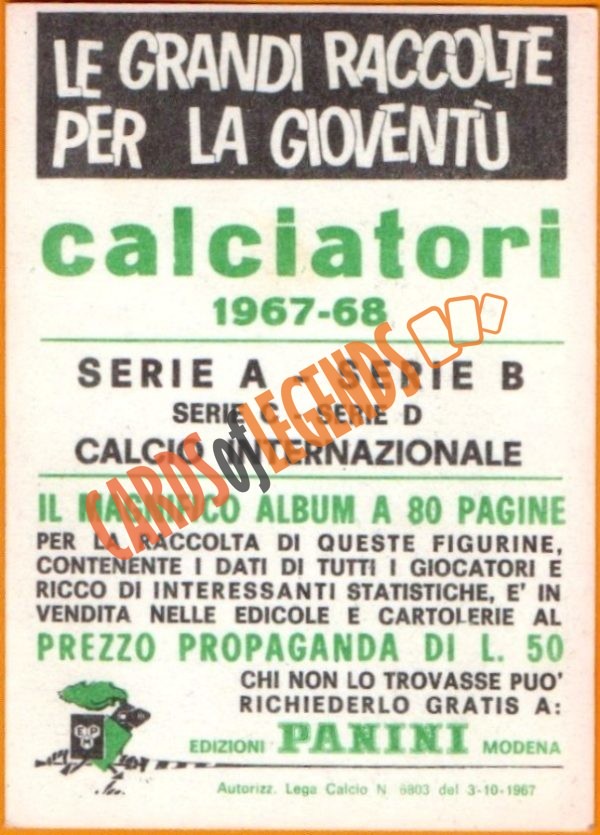 LE GRANDI RACCOLTE
PER LA GIOVENTÙ
calciatori
1967-68
SERIE A - SERIE B
SERIE C - SERIE D
CALCIO INTERNAZIONALE
CARDS of LEGENDS
IL MAGNIFICO ALBUM A 80 PAGINE
PER LA RACCOLTA DI QUESTE FIGURINE,
CONTENENTE I DATI DI TUTTI I GIOCATORI E
RICCO DI INTERESSANTI STATISTICHE, E' IN
VENDITA NELLE EDICOLE E CARTOLERIE AL
PREZZO PROPAGANDA DI L. 50
CHI NON LO TROVASSE PUO'
RICHIEDERLO GRATIS A:
EPM
EDIZIONI PANINI MODENA
Autorizz. Lega Calcio N 6803 del 3-10-1967